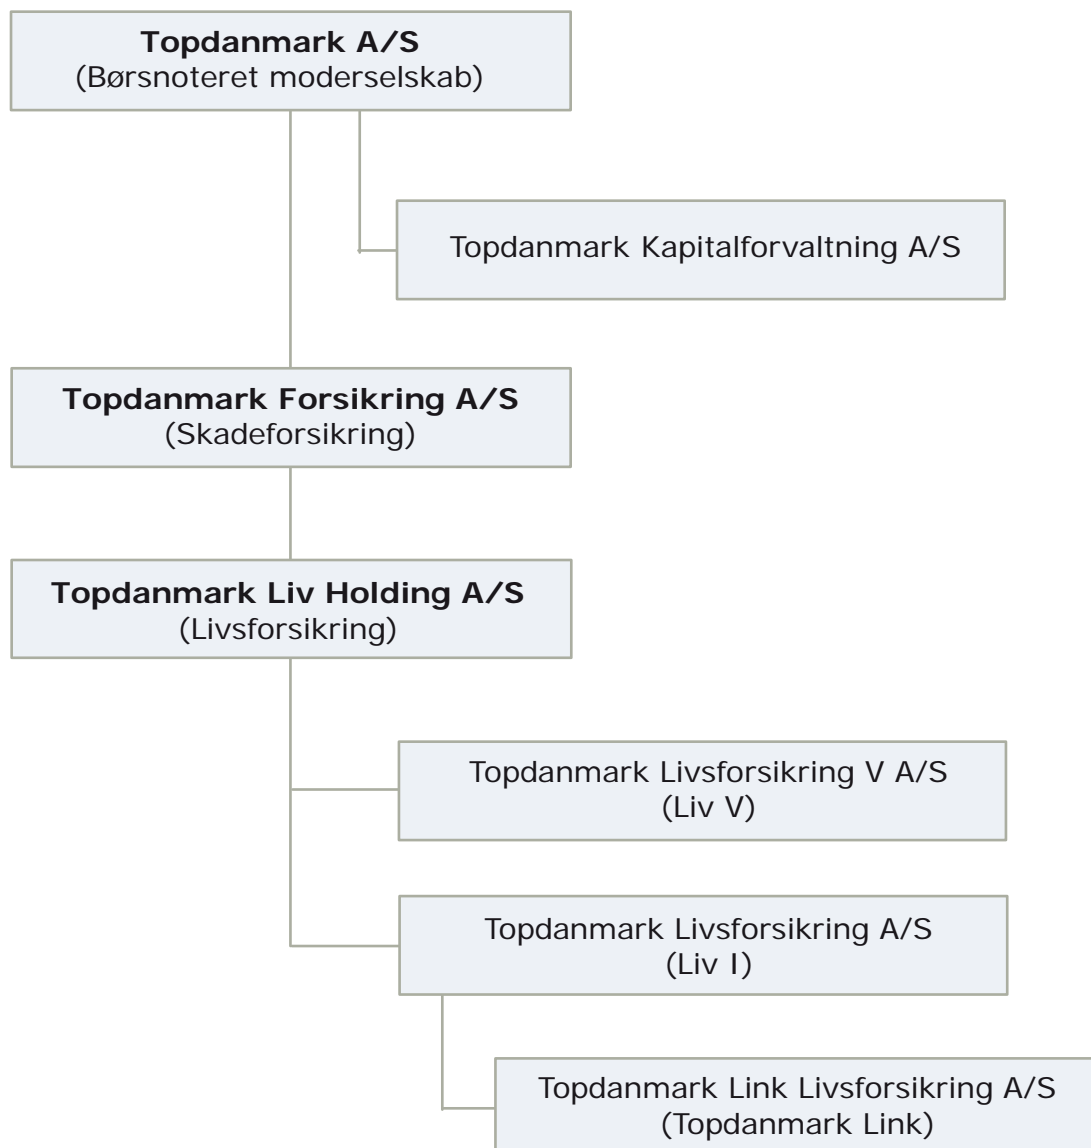 Topdanmark A/S
(Børsnoteret moderselskab)
Topdanmark Kapitalforvaltning A/S
Topdanmark Forsikring A/S
(Skadeforsikring)
Topdanmark Liv Holding A/S
(Livsforsikring)
Topdanmark Livsforsikring V A/S
(Liv V)
Topdanmark Livsforsikring A/S
(Liv I)
Topdanmark Link Livsforsikring A/S
(Topdanmark Link)